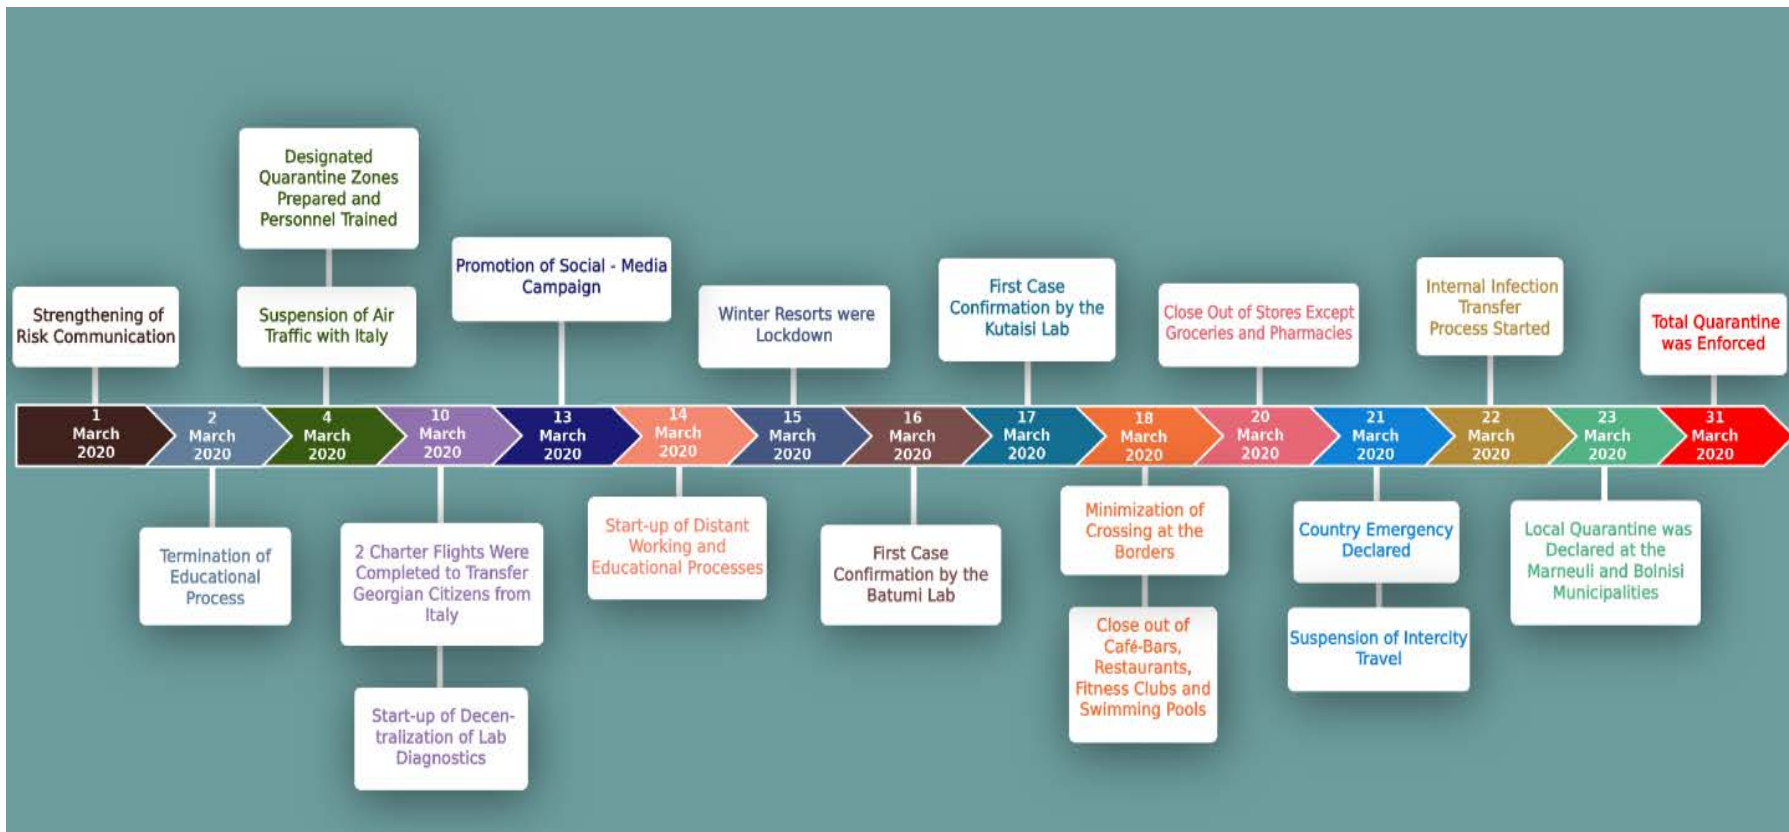 Designated
Quarantine Zones
Prepared and
Personnel Trained
Strengthening of
Risk Communication
Suspension of Air
Traffic with Italy
Promotion of Social - Media
Campaign
Winter Resorts were
Lockdown
First Case
Confirmation by the
Kutaisi Lab
Close Out of Stores Except
Groceries and Pharmacies
Internal Infection
Transfer
Process Started
Total Quarantine
was Enforced
1
March
2020
2
March
2020
4
March
2020
10
March
2020
13
March
2020
14
March
2020
15
March
2020
16
March
2020
17
March
2020
18
March
2020
20
March
2020
21
March
2020
22
March
2020
23
March
2020
31
March
2020
Termination of
Educational
Process
2 Charter Flights Were
Completed to Transfer
Georgian Citizens from
Italy
Start-up of Decen-
tralization of Lab
Diagnostics
Start-up of Distant
Working and
Educational Processes
First Case
Confirmation by the
Batumi Lab
Minimization of
Crossing at the
Borders
Close out of
Café-Bars,
Restaurants,
Fitness Clubs and
Swimming Pools
Country Emergency
Declared
Suspension of Intercity
Travel
Local Quarantine was
Declared at the
Marneuli and Bolnisi
Municipalities